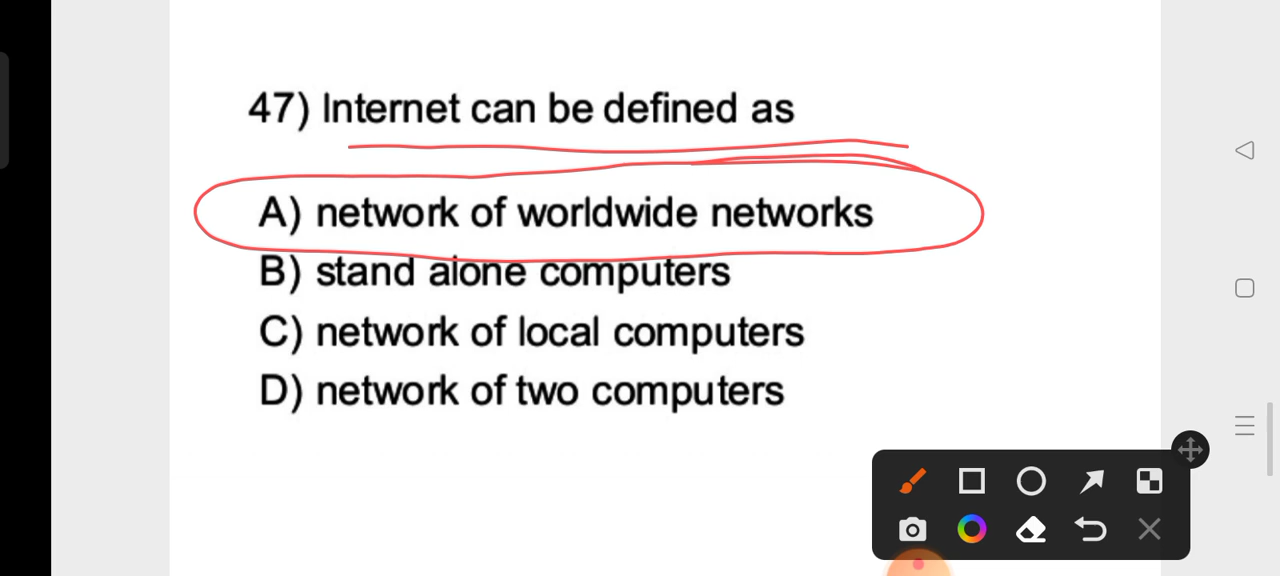 47) Internet can be defined as
A) network of worldwide networks
B) stand alone computers
C) network of local computers
D) network of two computers